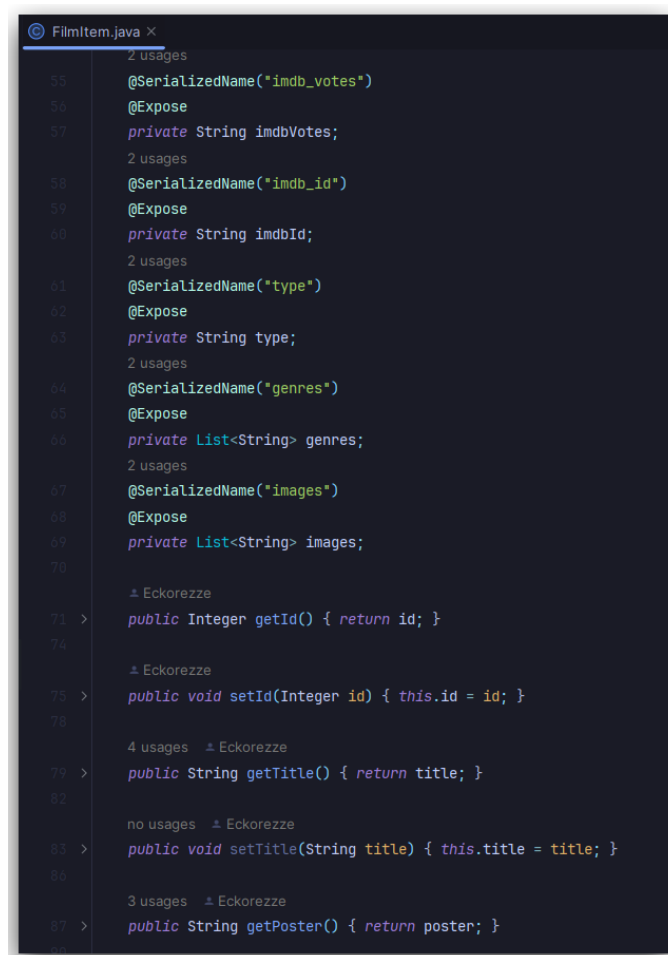 FilmItem.java
2 usages
55 @SerializedName("imdb_votes")
56 @Expose
57 private String imdbVotes;
2 usages
58 @SerializedName("imdb_id")
59 @Expose
60 private String imdbId;
2 usages
61 @SerializedName("type")
62 @Expose
63 private String type;
2 usages
64 @SerializedName("genres")
65 @Expose
66 private List<String> genres;
2 usages
67 @SerializedName("images")
68 @Expose
69 private List<String> images;
70
Eckorezze
71 public Integer getId() { return id; }
74
Eckorezze
75 public void setId(Integer id) { this.id = id; }
78
4 usages Eckorezze
79 public String getTitle() { return title; }
82
no usages Eckorezze
83 public void setTitle(String title) { this.title = title; }
86
3 usages Eckorezze
87 public String getPoster() { return poster; }